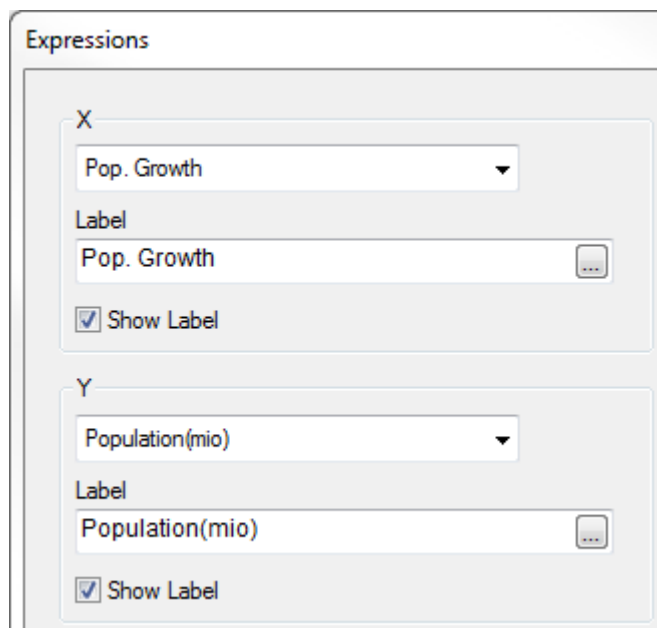 Expressions
X
Pop. Growth
Label
Pop. Growth
...
Show Label
Y
Population(mio)
Label
Population(mio)
...
Show Label